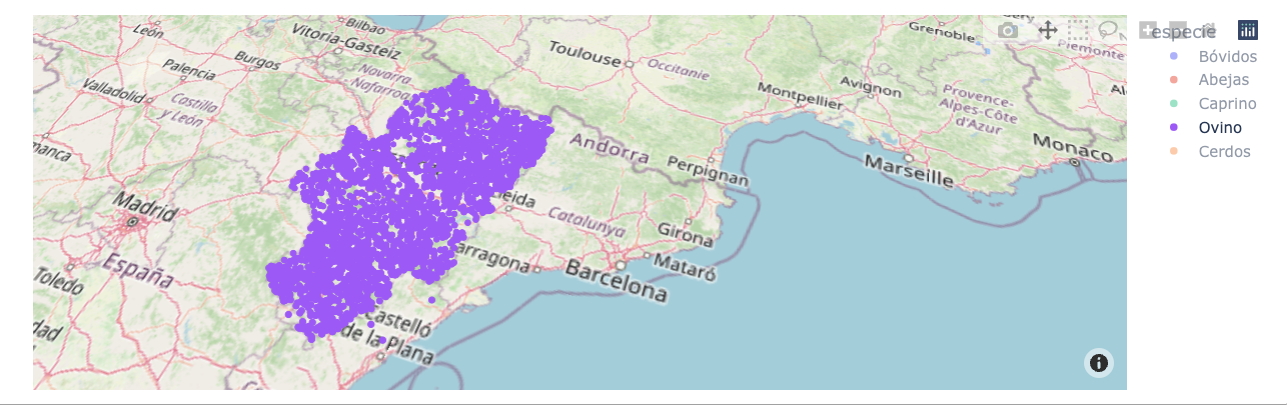 León
Bilbao
Vitoria-Gasteiz
Burgos
Palencia
Navarra -
Nafarroa
Valladolid
Castilla
y León
Toulouse
Occitanie
Montpellier
Avignon
Grenoble
Piemonte
Provence-
Alpes-Côte
d'Azur
Monaco
Marseille
Andorra
Perpignan
Girona
Catalunya
Mataró
Barcelona
arragona
Madrid
España
Toledo
Castelló
de la Plana
especie
Bóvidos
Abejas
Caprino
Ovino
Cerdos